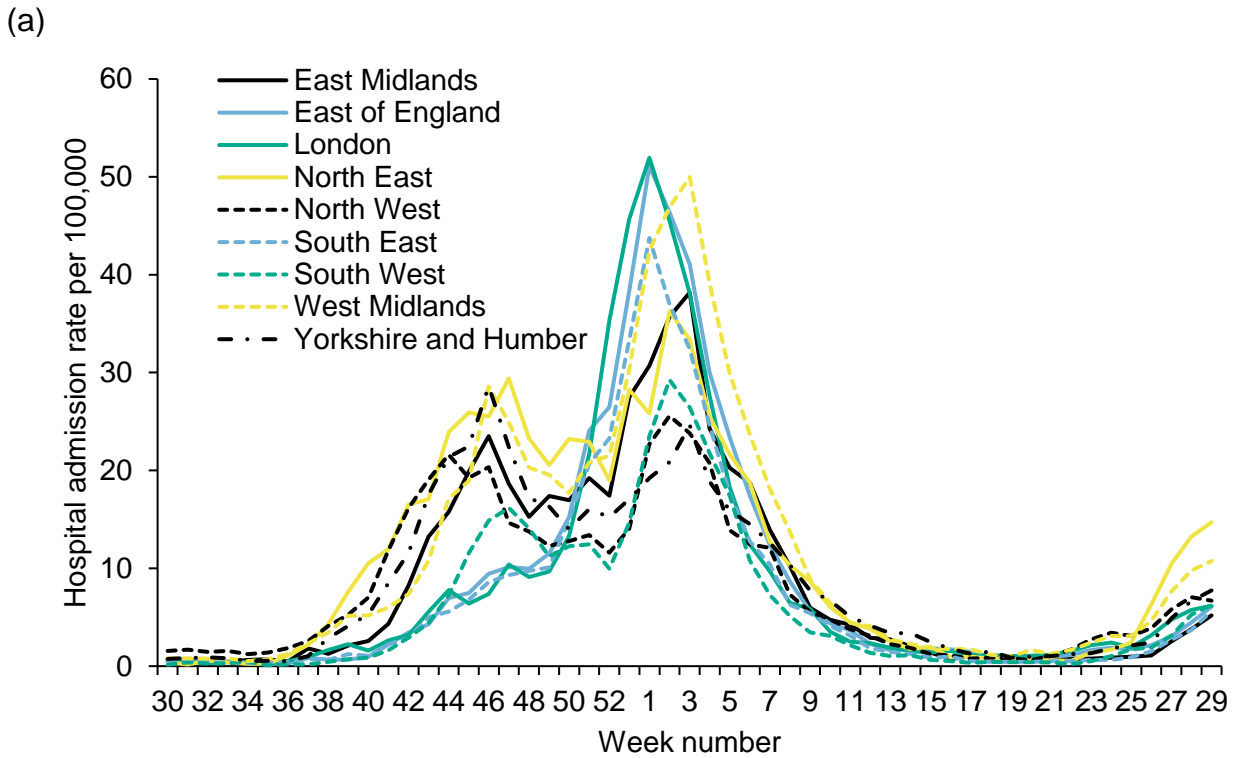 (a)
60
50
40
30
20
10
0
Hospital admission rate per 100,000
East Midlands
East of England
London
North East
North West
South East
South West
West Midlands
Yorkshire and Humber
30 32 34 36 38 40 42 44 46 48 50 52 1 3 5 7 9 11 13 15 17 19 21 23 25 27 29
Week number